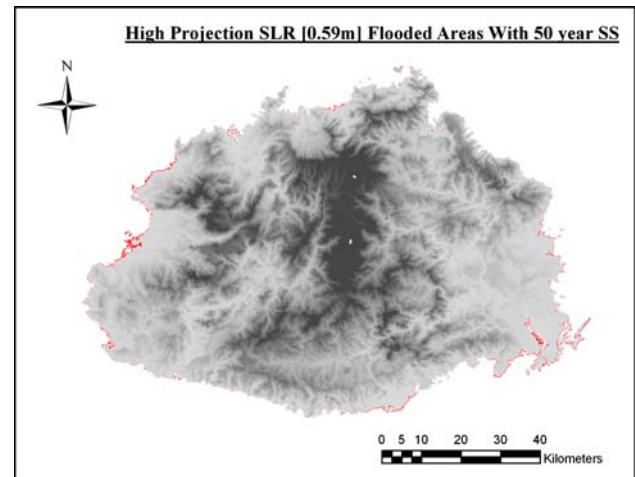 High Projection SLR [0.59m] Flooded Areas With 50 year SS
N
0 5 10 20 30 40
Kilometers